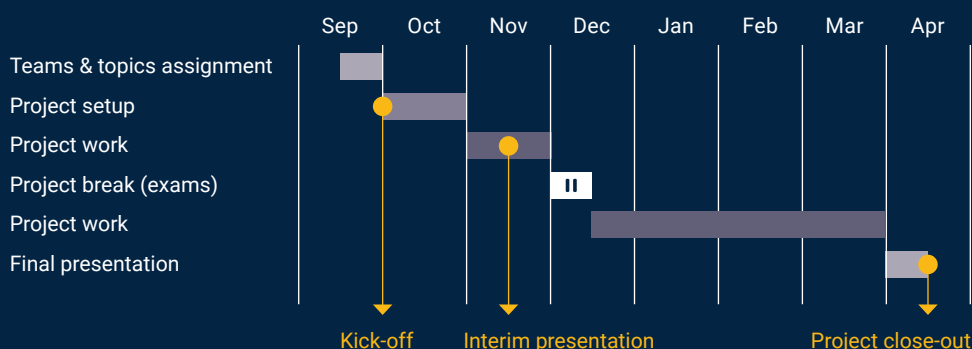 Sep Oct Nov Dec Jan Feb Mar Apr
Teams & topics assignment
Project setup
Project work
Project break (exams)
Project work
Final presentation
Kick-off Interim presentation Project close-out